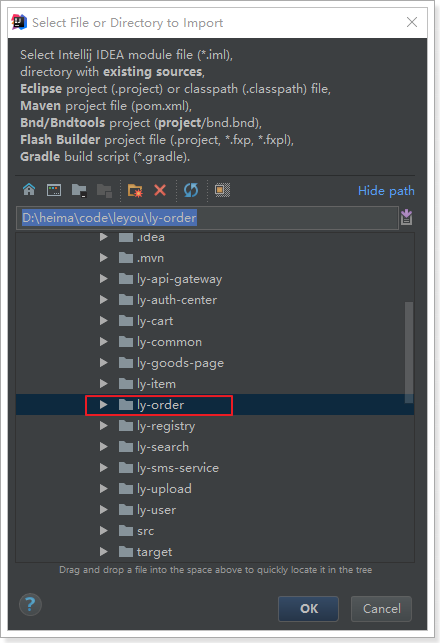 Select File or Directory to Import
Select Intellij IDEA module file (*.iml),
directory with existing sources,
Eclipse project (.project) or classpath (.classpath) file,
Maven project file (pom.xml),
Bnd/Bndtools project (project/bnd.bnd),
Flash Builder project file (.project, *.fxp, *.fxpl),
Gradle build script (*.gradle).
Hide path
D:\heima\code\leyou\ly-order
.idea
.mvn
ly-api-gateway
ly-auth-center
ly-cart
ly-common
ly-goods-page
ly-item
ly-order
ly-registry
ly-search
ly-sms-service
ly-upload
ly-user
src
target
Drag and drop a file into the space above to quickly locate it in the tree
?
OK
Cancel